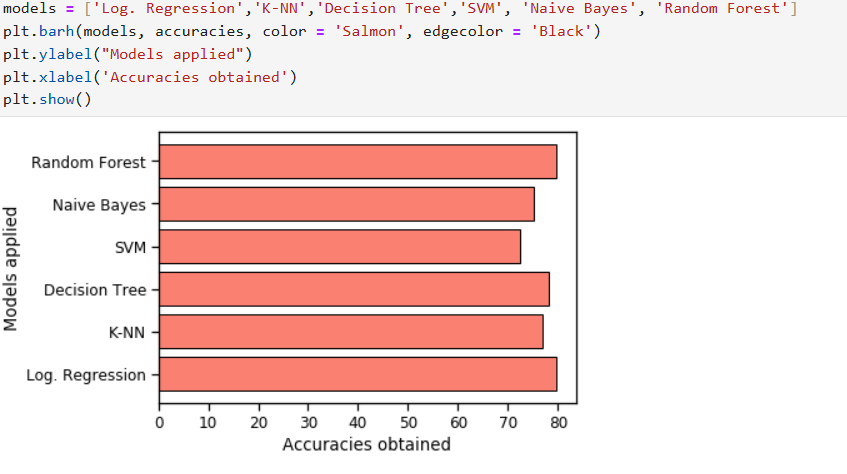 models = ['Log. Regression','K-NN','Decision Tree','SVM', 'Naive Bayes', 'Random Forest']
plt.barh(models, accuracies, color = 'Salmon', edgecolor = 'Black')
plt.ylabel("Models applied")
plt.xlabel('Accuracies obtained')
plt.show()
Random Forest
Naive Bayes
SVM
Decision Tree
K-NN
Log. Regression
Models applied
0 10 20 30 40 50 60 70 80
Accuracies obtained